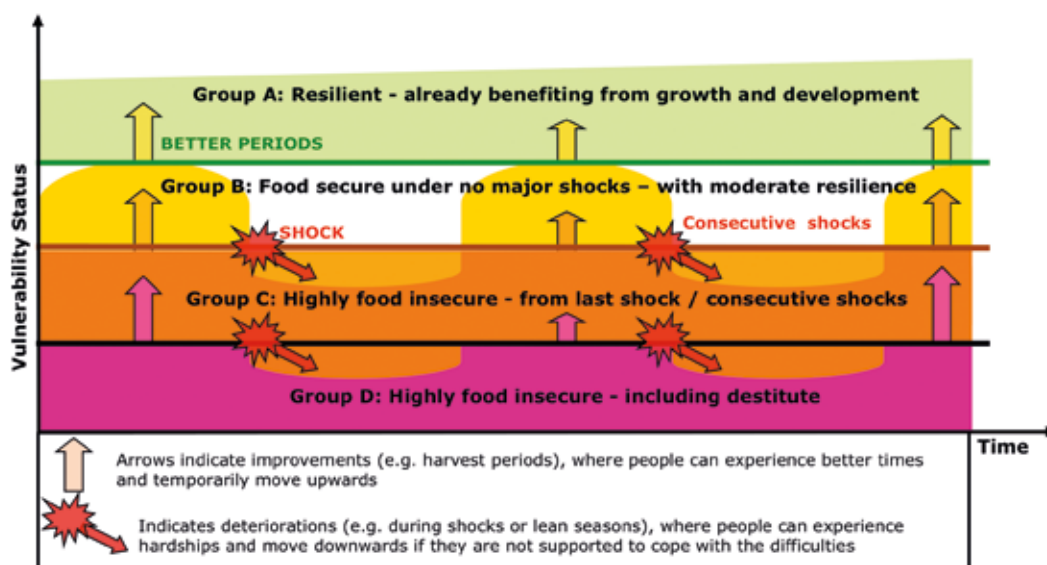 Group A: Resilient - already benefiting from growth and development
BETTER PERIODS
Group B: Food secure under no major shocks – with moderate resilience
SHOCK
Consecutive shocks
Group C: Highly food insecure - from last shock / consecutive shocks
Group D: Highly food insecure - including destitute
Vulnerability Status
Time
Arrows indicate improvements (e.g. harvest periods), where people can experience better times
and temporarily move upwards
Indicates deteriorations (e.g. during shocks or lean seasons), where people can experience
hardships and move downwards if they are not supported to cope with the difficulties